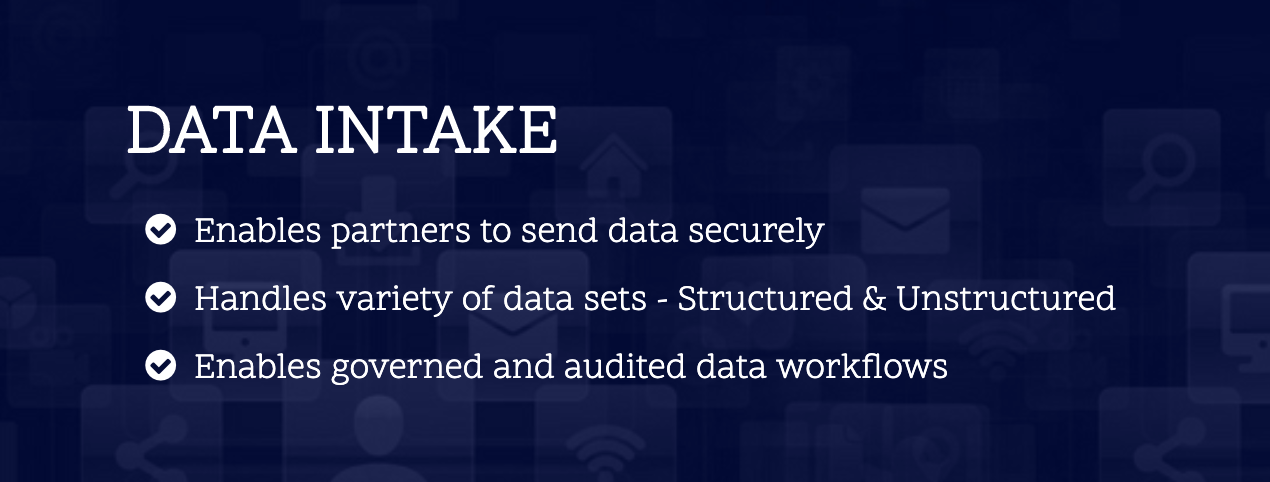 DATA INTAKE
Enables partners to send data securely
Handles variety of data sets - Structured & Unstructured
Enables governed and audited data workflows